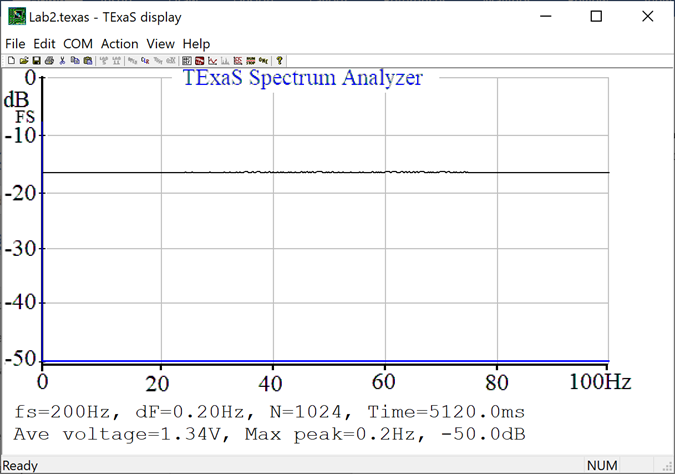 Lab2.texas - TExaS display
File Edit COM Action View Help
TExaS Spectrum Analyzer
0
dB
FS
-10
-20
-30
-40
-50
0 20 40 60 80 100Hz
fs=200Hz, dF=0.20Hz, N=1024, Time=5120.0ms
Ave voltage=1.34V, Max peak=0.2Hz, -50.0dB
Ready NUM